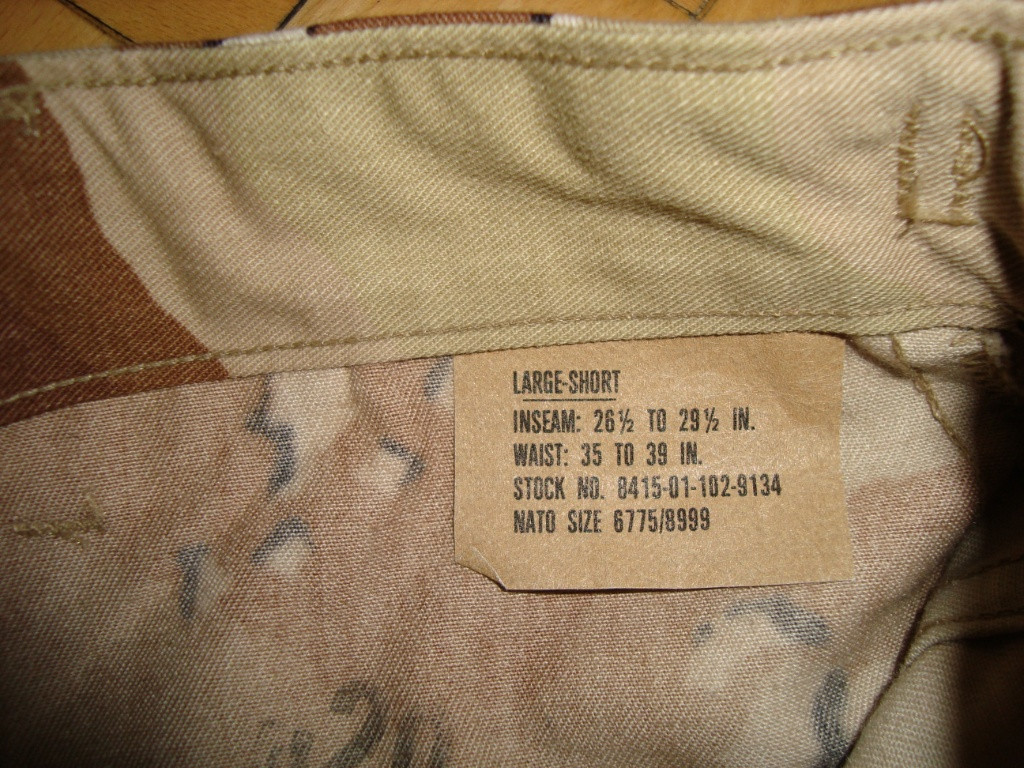 LARGE-SHORT
INSEAM: 26½ TO 29½ IN.
WAIST: 35 TO 39 IN.
STOCK NO. 8415-01-102-9134
NATO SIZE 6775/8999